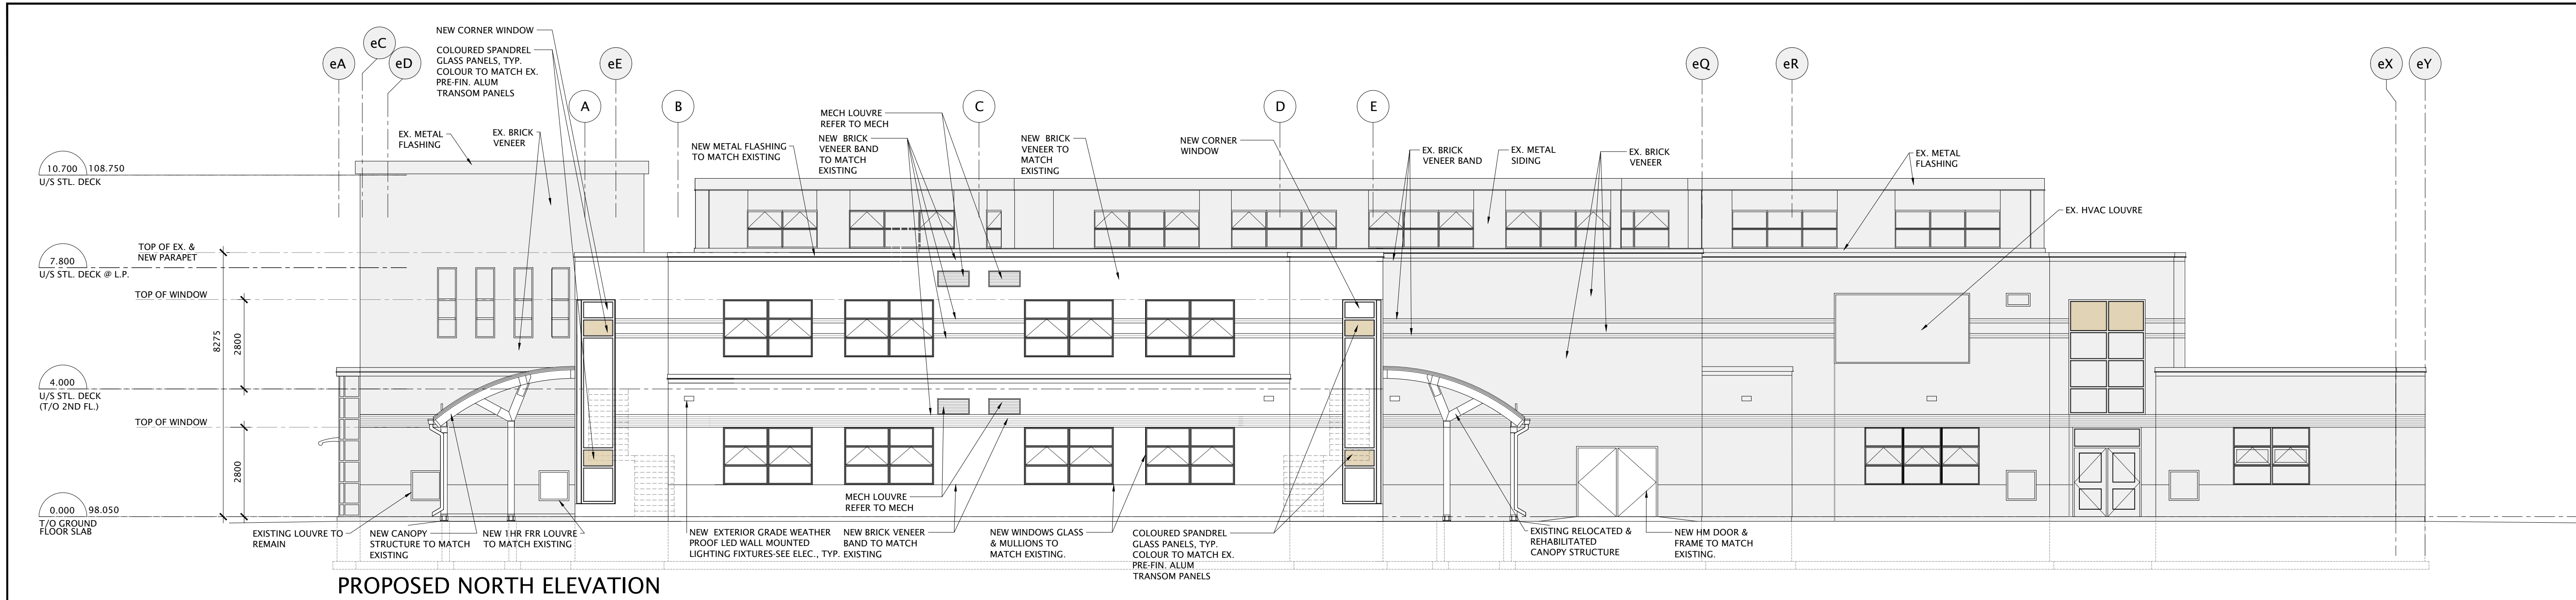 NEW CORNER WINDOW
COLOURED SPANDREL
GLASS PANELS, TYP.
COLOUR TO MATCH EX.
PRE-FIN. ALUM
TRANSOM PANELS
eA
eC
eD
eE
A
B
C
D
E
eQ
eR
eX
eY
EX. METAL
FLASHING
EX. BRICK
VENEER
NEW METAL FLASHING
TO MATCH EXISTING
MECH LOUVRE
REFER TO MECH
NEW BRICK
VENEER BAND
TO MATCH
EXISTING
NEW BRICK
VENEER TO
MATCH
EXISTING
NEW CORNER
WINDOW
EX. BRICK
VENEER BAND
EX. METAL
SIDING
EX. BRICK
VENEER
EX. METAL
FLASHING
EX. HVAC LOUVRE
10.700 108.750
U/S STL. DECK
TOP OF EX. &
NEW PARAPET
7.800
U/S STL. DECK @ L.P.
TOP OF WINDOW
8275
2800
4.000
U/S STL. DECK
(T/O 2ND FL.)
TOP OF WINDOW
2800
0.000 98.050
T/O GROUND
FLOOR SLAB
EXISTING LOUVRE TO
REMAIN
NEW CANOPY
STRUCTURE TO MATCH
EXISTING
NEW 1HR FRR LOUVRE
TO MATCH EXISTING
NEW EXTERIOR GRADE WEATHER
PROOF LED WALL MOUNTED
LIGHTING FIXTURES-SEE ELEC., TYP.
MECH LOUVRE
REFER TO MECH
NEW BRICK VENEER
BAND TO MATCH
EXISTING
NEW WINDOWS GLASS
& MULLIONS TO
MATCH EXISTING.
COLOURED SPANDREL
GLASS PANELS, TYP.
COLOUR TO MATCH EX.
PRE-FIN. ALUM
TRANSOM PANELS
EXISTING RELOCATED &
REHABILITATED
CANOPY STRUCTURE
NEW HM DOOR &
FRAME TO MATCH
EXISTING.
PROPOSED NORTH ELEVATION